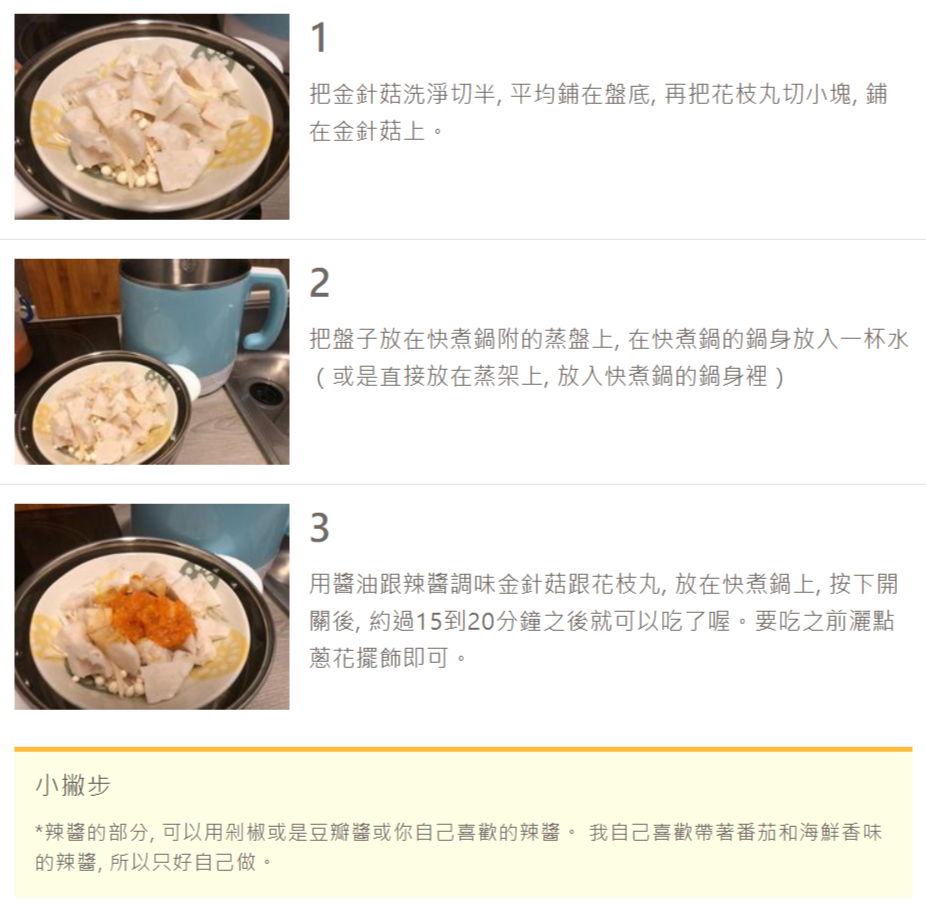 1
把金針菇洗淨切半, 平均鋪在盤底, 再把花枝丸切小塊, 鋪
在金針菇上。
2
把盤子放在快煮鍋附的蒸盤上, 在快煮鍋的鍋身放入一杯水
（或是直接放在蒸架上, 放入快煮鍋的鍋身裡）
3
用醬油跟辣醬調味金針菇跟花枝丸, 放在快煮鍋上, 按下開
關後, 約過15到20分鐘之後就可以吃了喔。要吃之前灑點
蔥花擺飾即可。
小撇步
*辣醬的部分, 可以用剁椒或是豆瓣醬或你自己喜歡的辣醬。 我自己喜歡帶著番茄和海鮮香味
的辣醬, 所以只好自己做。